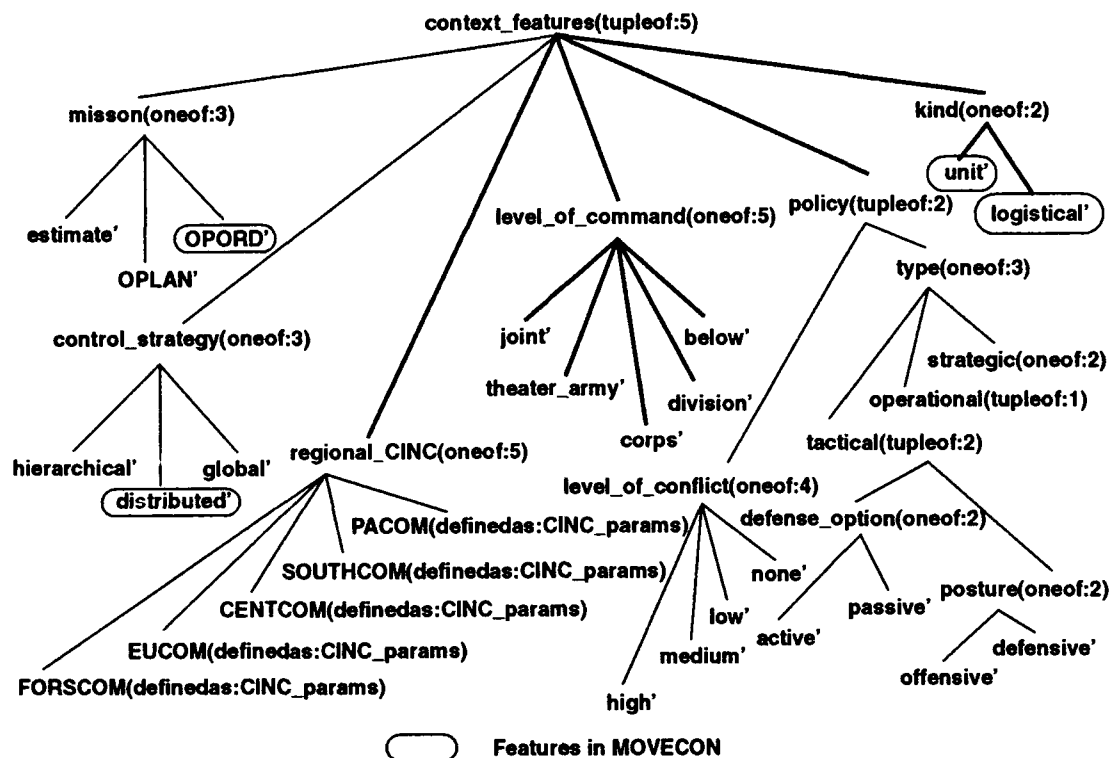 context_features(tupleof:5)
misson(oneof:3)
kind(oneof:2)
unit'
logistical'
level_of_command(oneof:5)
policy(tupleof:2)
estimate'
OPORD'
OPLAN'
type(oneof:3)
control_strategy(oneof:3)
joint'
below'
strategic(oneof:2)
theater_army'
division'
operational(tupleof:1)
corps'
tactical(tupleof:2)
regional_CINC(oneof:5)
hierarchical'
global'
distributed'
level_of_conflict(oneof:4)
PACOM(definedas:CINC_params)
defense_option(oneof:2)
SOUTHCOM(definedas:CINC_params)
none'
CENTCOM(definedas:CINC_params)
low'
passive'
posture(oneof:2)
active'
EUCOM(definedas:CINC_params)
medium'
defensive'
FORSCOM(definedas:CINC_params)
offensive'
high'
Features in MOVECON